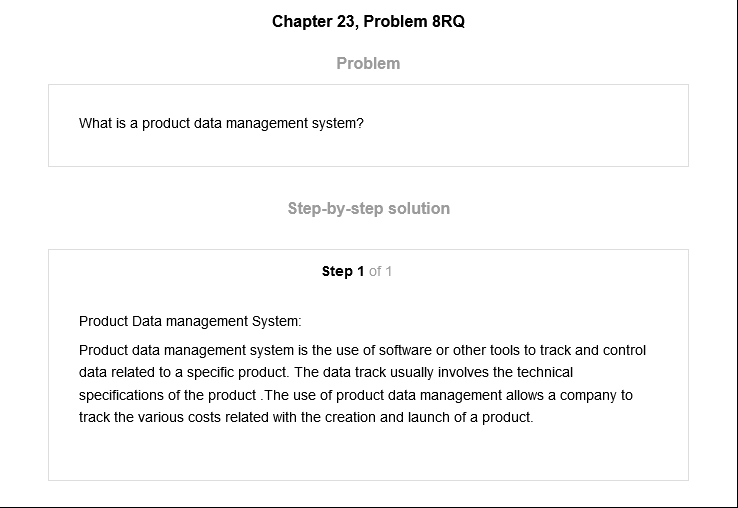 Chapter 23, Problem 8RQ
Problem
What is a product data management system?
Step-by-step solution
Step 1 of 1
Product Data management System:
Product data management system is the use of software or other tools to track and control
data related to a specific product. The data track usually involves the technical
specifications of the product .The use of product data management allows a company to
track the various costs related with the creation and launch of a product.